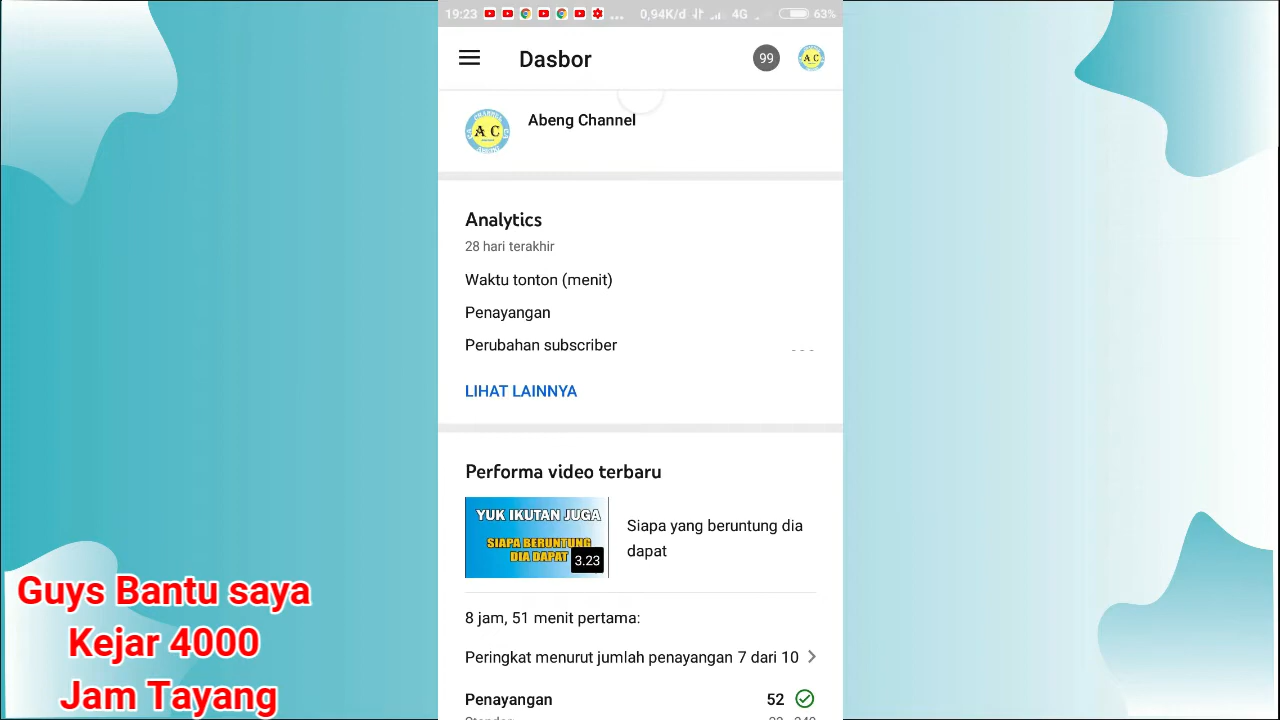 19:23
0,94K/d
4G
63%
Dasbor
99
A C
CHANNEL
A C
ABENG
Abeng Channel
Analytics
28 hari terakhir
Waktu tonton (menit)
Penayangan
Perubahan subscriber
LIHAT LAINNYA
Performa video terbaru
YUK IKUTAN JUGA
SIAPA BERUNTUNG
DIA DAPAT
3.23
Siapa yang beruntung dia
dapat
8 jam, 51 menit pertama:
Peringkat menurut jumlah penayangan 7 dari 10
Penayangan
52
Guys Bantu saya
Kejar 4000
Jam Tayang